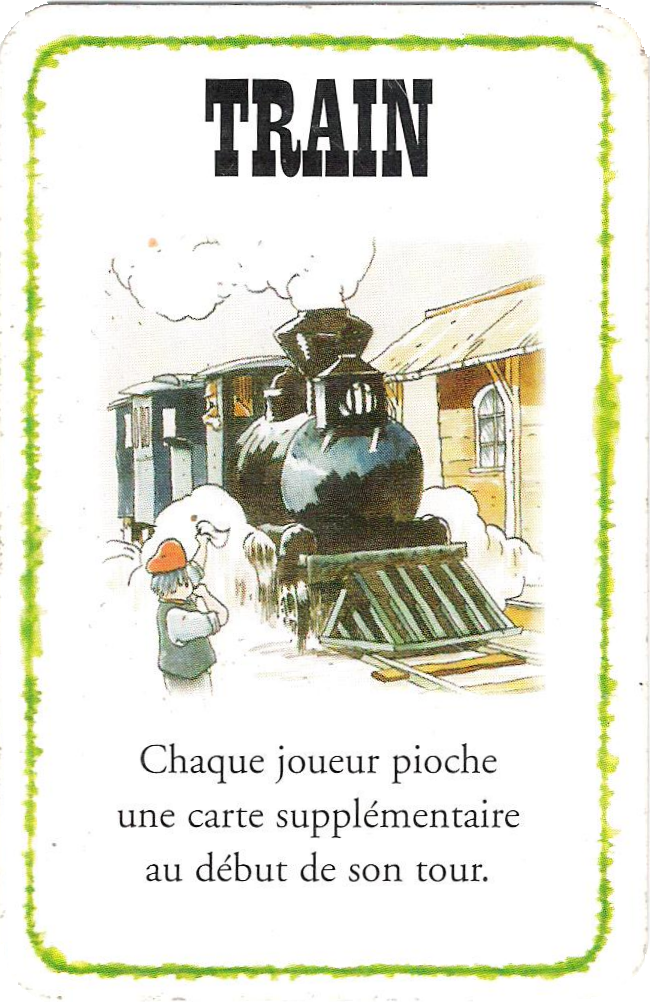 TRAIN
Chaque joueur pioche
une carte supplémentaire
au début de son tour.